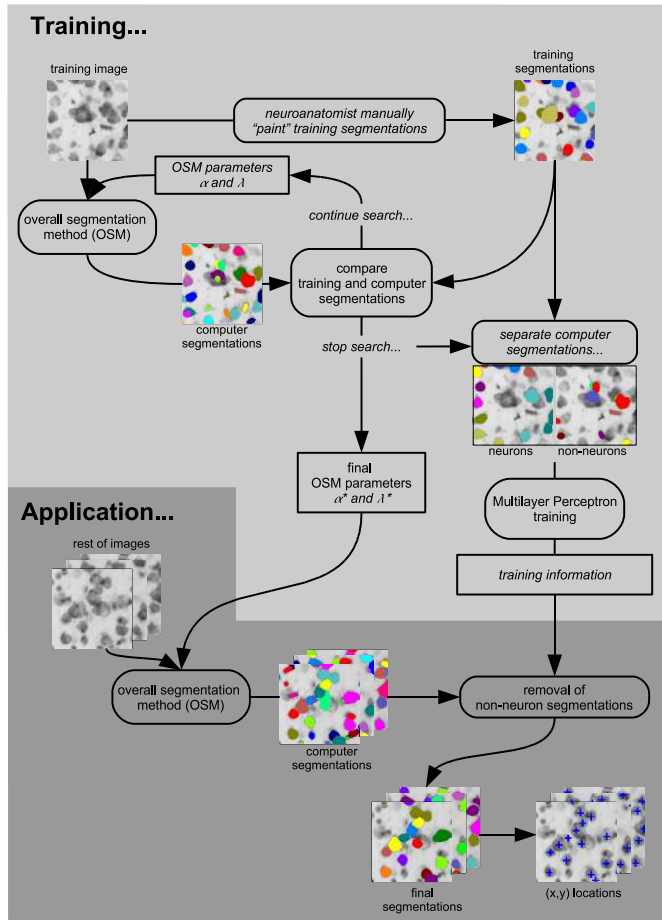 Training...
training image
training
segmentations
neuroanatomist manually
"paint" training segmentations
OSM parameters
α and λ
continue search...
overall segmentation
method (OSM)
compare
training and computer
segmentations
computer
segmentations
stop search...
separate computer
segmentations...
neurons
non-neurons
final
OSM parameters
α* and λ*
Multilayer Perceptron
training
training information
Application...
rest of images
overall segmentation
method (OSM)
computer
segmentations
removal of
non-neuron segmentations
final
segmentations
(x,y) locations